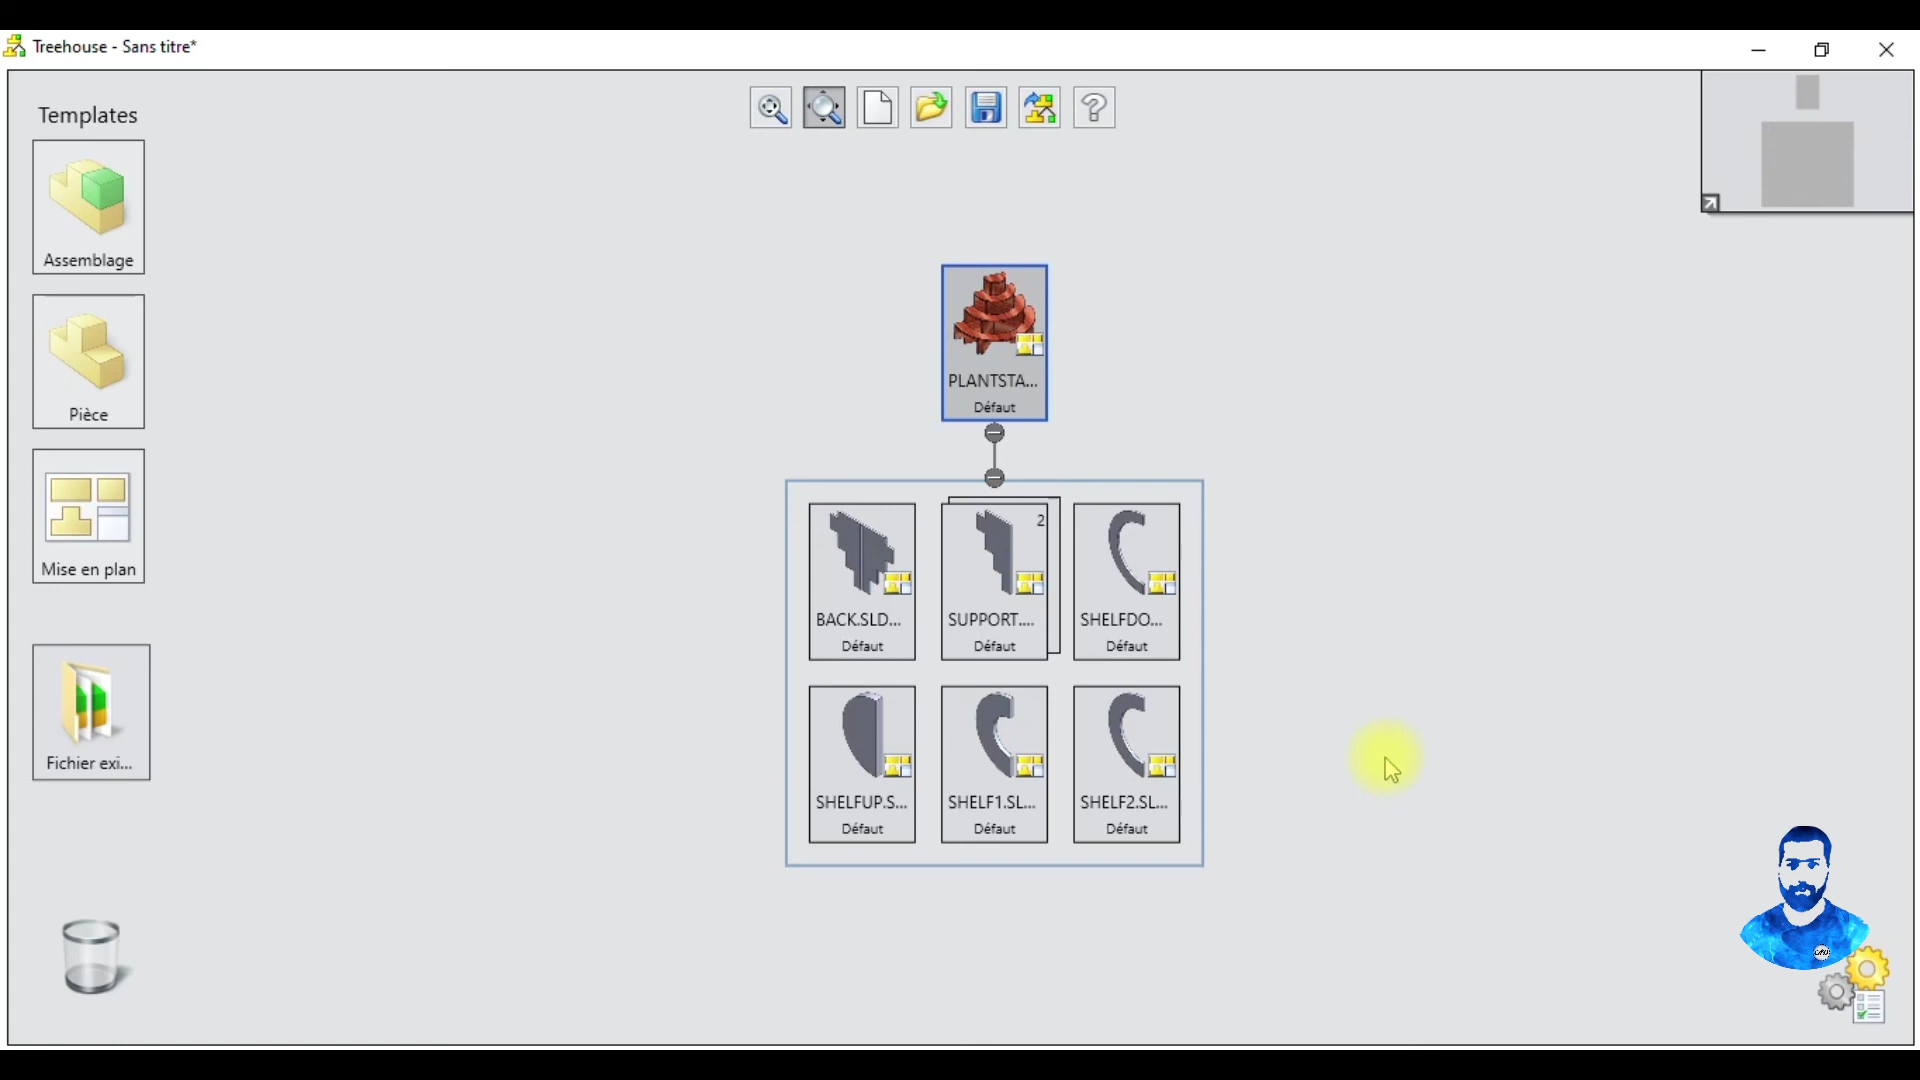 Treehouse - Sans titre*
Templates
Assemblage
Pièce
Mise en plan
Fichier exi...
PLANTSTA...
Défaut
BACK.SLD...
Défaut
2
SUPPORT....
Défaut
SHELFDO...
Défaut
SHELFUP.S...
Défaut
SHELF1.SL...
Défaut
SHELF2.SL...
Défaut